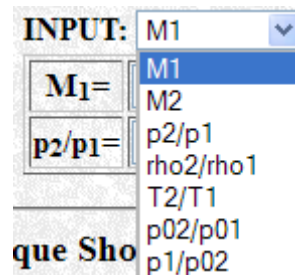 INPUT: M1
M1
M1=
M2
p2/p1
p2/p1=
rho2/rho1
T2/T1
p02/p01
que Sho
p1/p02